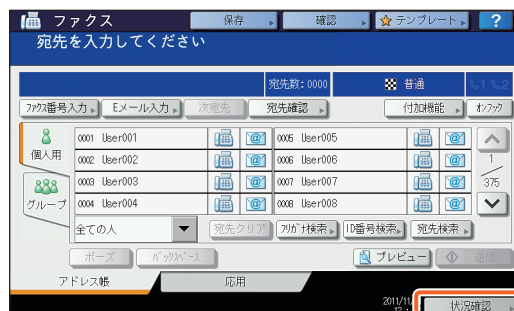 ファクス 保存 確認 テンプレート ?
宛先を入力してください
宛先数:0000 普通
ファクス番号入力 Eメール入力 次宛先 宛先確認 付加機能 オンフック
個人用
グループ
0001 User001
0002 User002
0003 User003
0004 User004
0005 User005
0006 User006
0007 User007
0008 User008
1
375
全ての人 宛先クリア フリガナ検索 ID番号検索 宛先検索
ポーズ バックスペース プレビュー 送信
アドレス帳 応用
2011/11/
状況確認